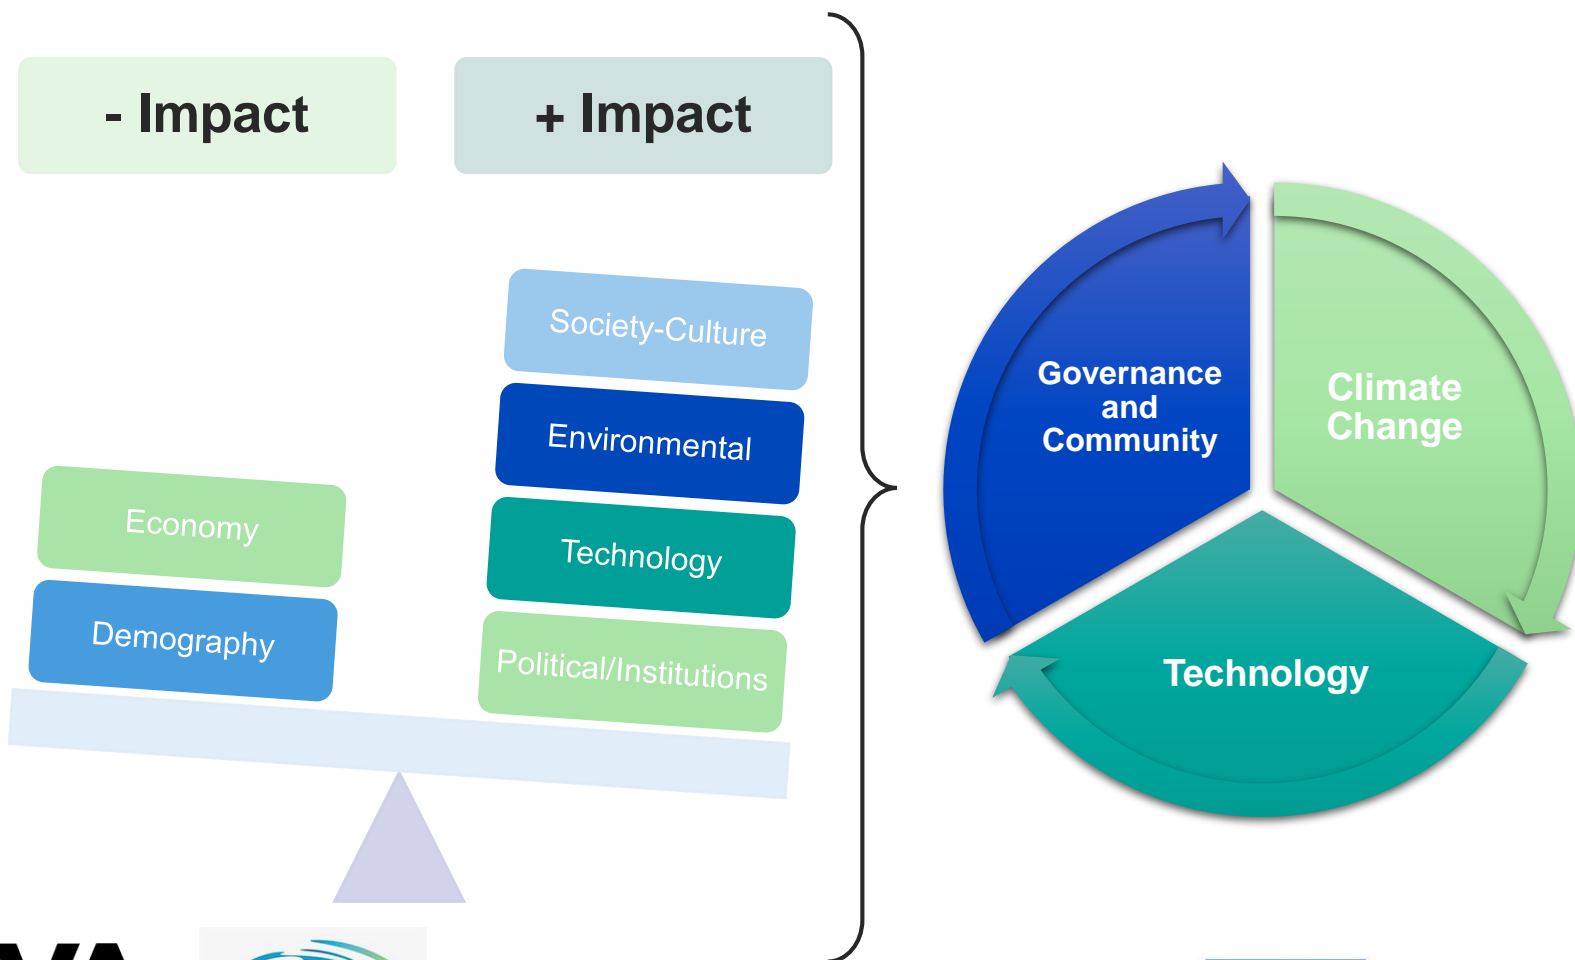 - Impact
+ Impact
Society-Culture
Environmental
Economy
Technology
Demography
Political/Institutions
Governance
and
Community
Climate
Change
Technology